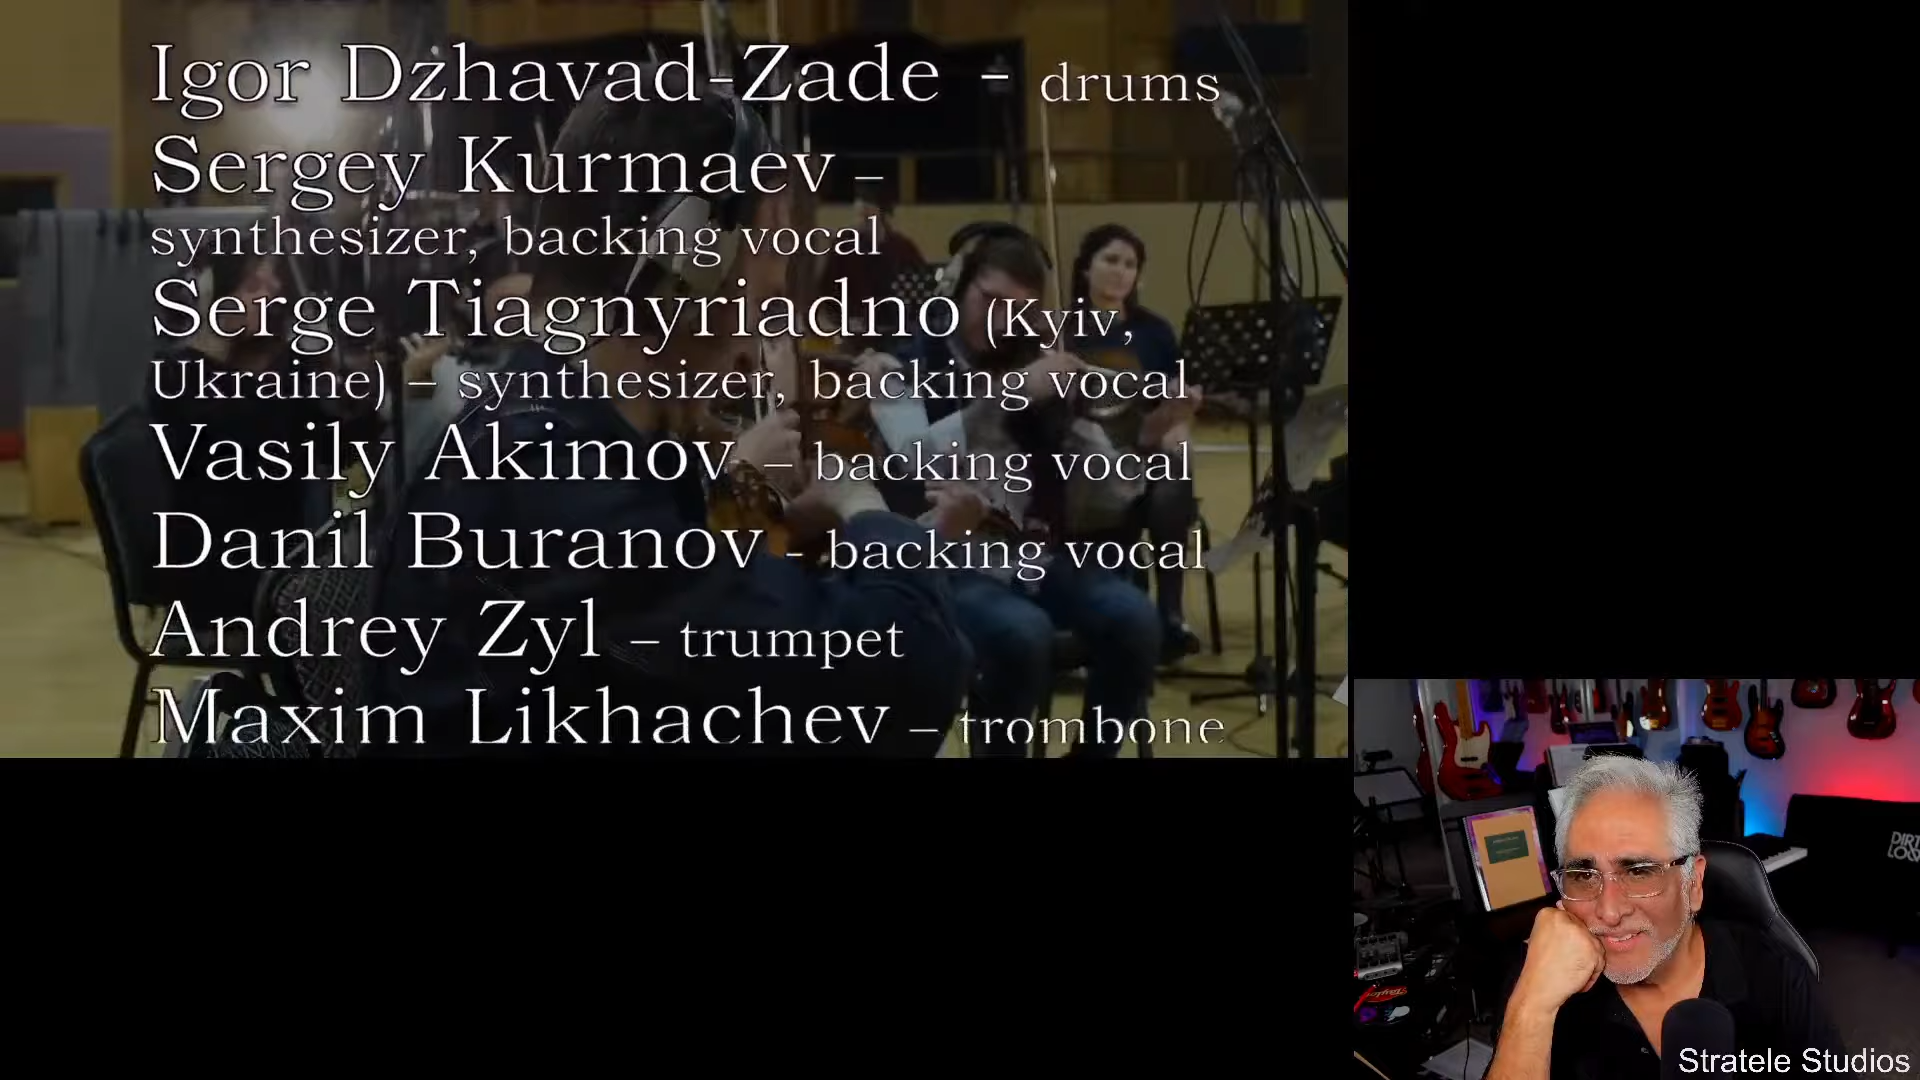 Igor Dzhavad-Zade - drums
Sergey Kurmaev –
synthesizer, backing vocal
Serge Tiagnyriadno (Kyiv,
Ukraine) – synthesizer, backing vocal
Vasily Akimov – backing vocal
Danil Buranov - backing vocal
Andrey Zyl – trumpet
Maxim Likhachev – trombone
Taylor
Stratele Studios